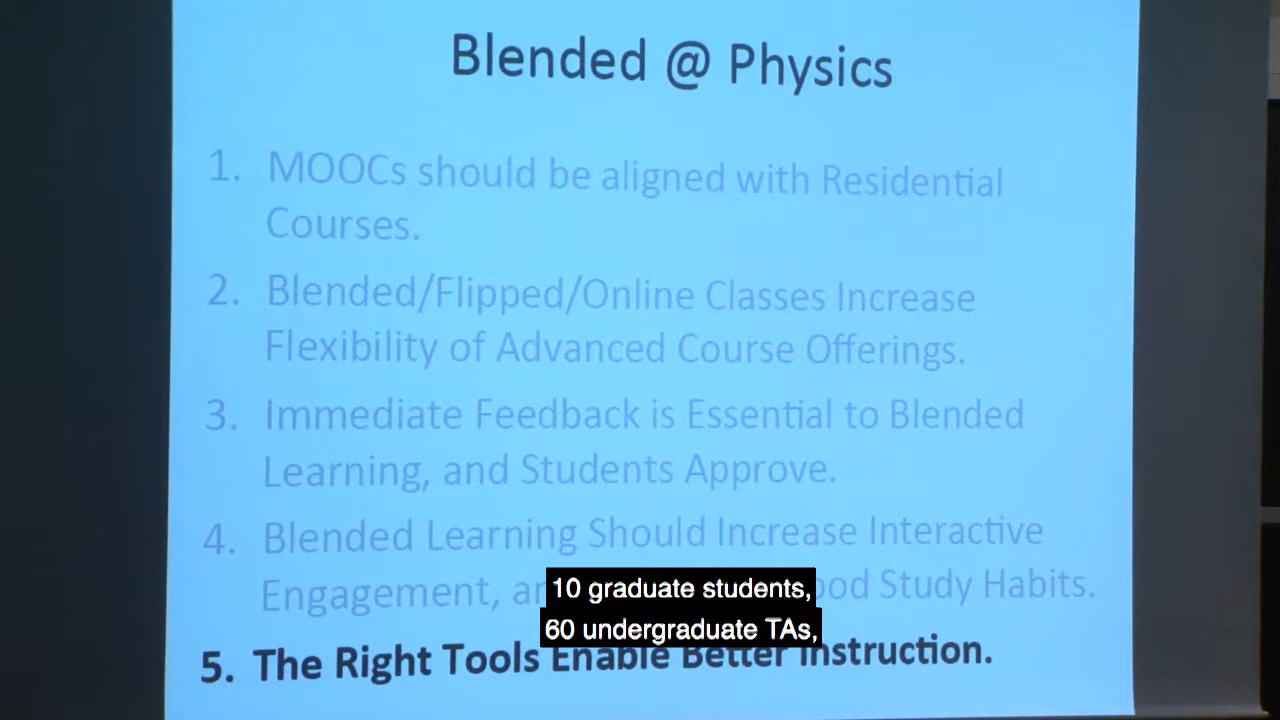 Blended @ Physics
1. MOOCs should be aligned with Residential
Courses.
2. Blended/Flipped/Online Classes Increase
Flexibility of Advanced Course Offerings.
3. Immediate Feedback is Essential to Blended
Learning, and Students Approve.
4. Blended Learning Should Increase Interactive
Engagement, Study Habits.
10 graduate students,
60 undergraduate TAs,
5. The Right Tools Enable Better Instruction.